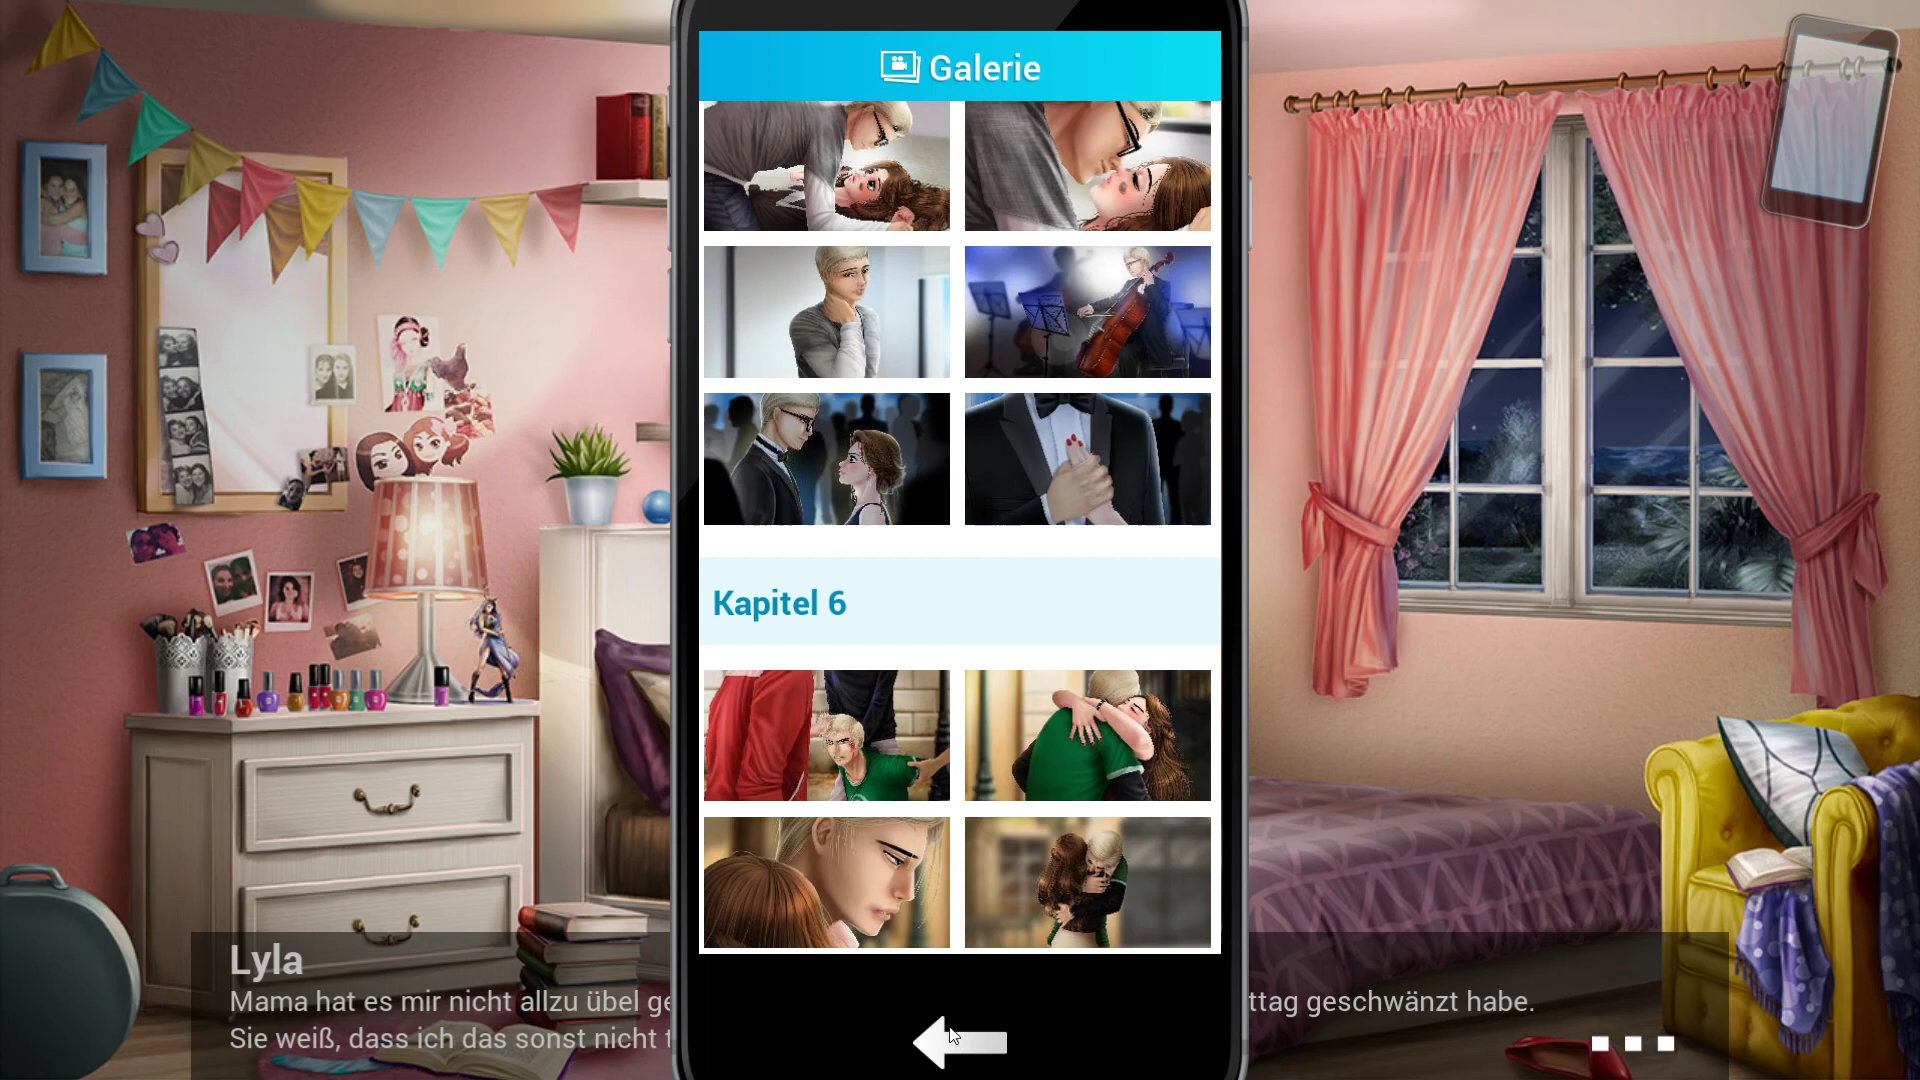 Galerie
Kapitel 6
Lyla
Mama hat es mir nicht allzu übel ttag geschwänzt habe.
Sie weiß, dass ich das sonst nicht